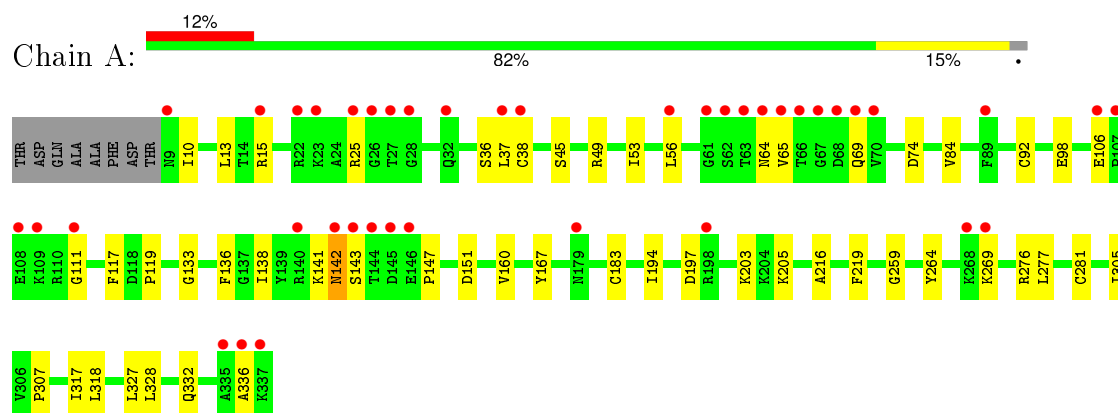 12%
Chain A:
82% 15% •
THR ASP GLN ALA ALA PHE ASP THR N9 I10 L13 T14 R15 R22 K23 A24 R25 G26 T27 G28 Q32 S36 L37 C38 S45 R49 I53 L56 G61 S62 T63 N64 V65 T66 G67 D68 Q69 V70 D74 V84 F89 C92 E98 E106
E108 K109 R110 G111 F117 D118 P119 G133 F136 G137 I138 Y139 R140 K141 N142 S143 T144 D145 E146 P147 D151 V160 Y167 N179 C183 I194 D197 R198 K203 K204 K205 A216 F219 G259 Y264 K268 K269 R276 L277 C281
V306 P307 I317 L318 L327 L328 Q332 A335 A336 K337